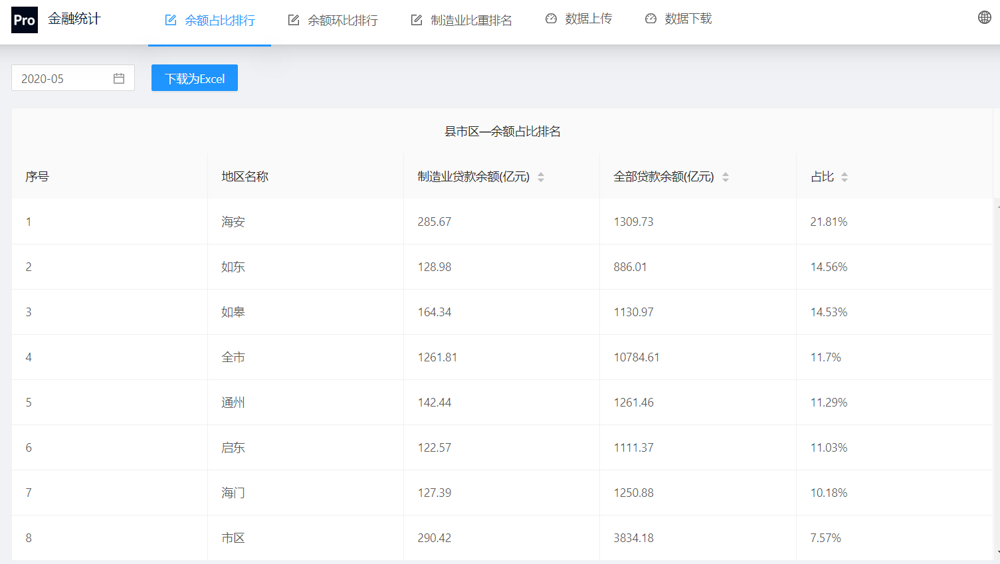 Pro 金融统计 余额占比排行 余额环比排行 制造业比重排名 数据上传 数据下载
2020-05 下载为Excel
县市区—余额占比排名
序号 地区名称 制造业贷款余额(亿元) 全部贷款余额(亿元) 占比
1 海安 285.67 1309.73 21.81%
2 如东 128.98 886.01 14.56%
3 如皋 164.34 1130.97 14.53%
4 全市 1261.81 10784.61 11.7%
5 通州 142.44 1261.46 11.29%
6 启东 122.57 1111.37 11.03%
7 海门 127.39 1250.88 10.18%
8 市区 290.42 3834.18 7.57%